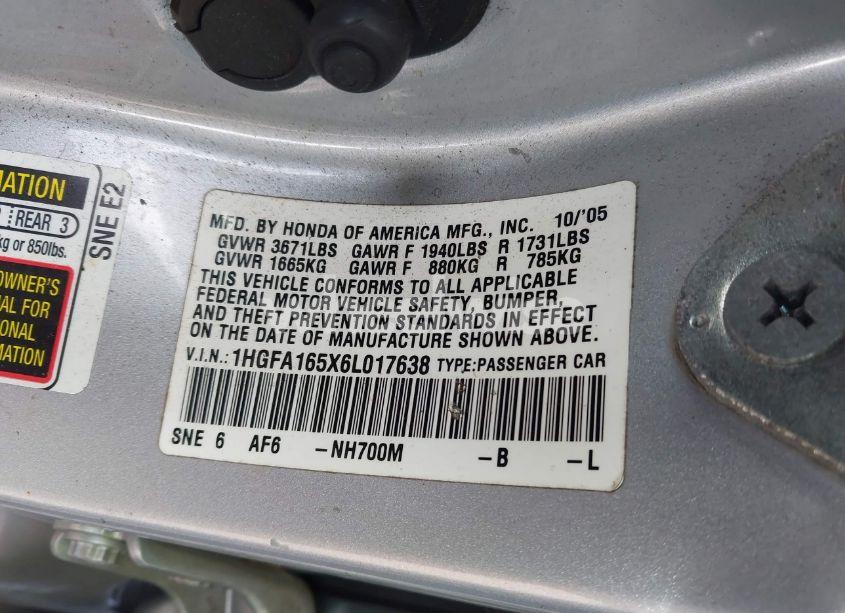 MATION
REAR 3
kg or 850lbs.
OWNER'S
FOR
MATION
SNE E2
MFD. BY HONDA OF AMERICA MFG., INC. 10/'05
GVWR 3671LBS GAWR F 1940LBS R 1731LBS
GVWR 1665KG GAWR F 880KG R 785KG
THIS VEHICLE CONFORMS TO ALL APPLICABLE
FEDERAL MOTOR VEHICLE SAFETY, BUMPER,
AND THEFT PREVENTION STANDARDS IN EFFECT
ON THE DATE OF MANUFACTURE SHOWN ABOVE.
V.I.N.: 1HGFA165X6L017638 TYPE:PASSENGER CAR
SNE 6 AF6 -NH700M -B -L